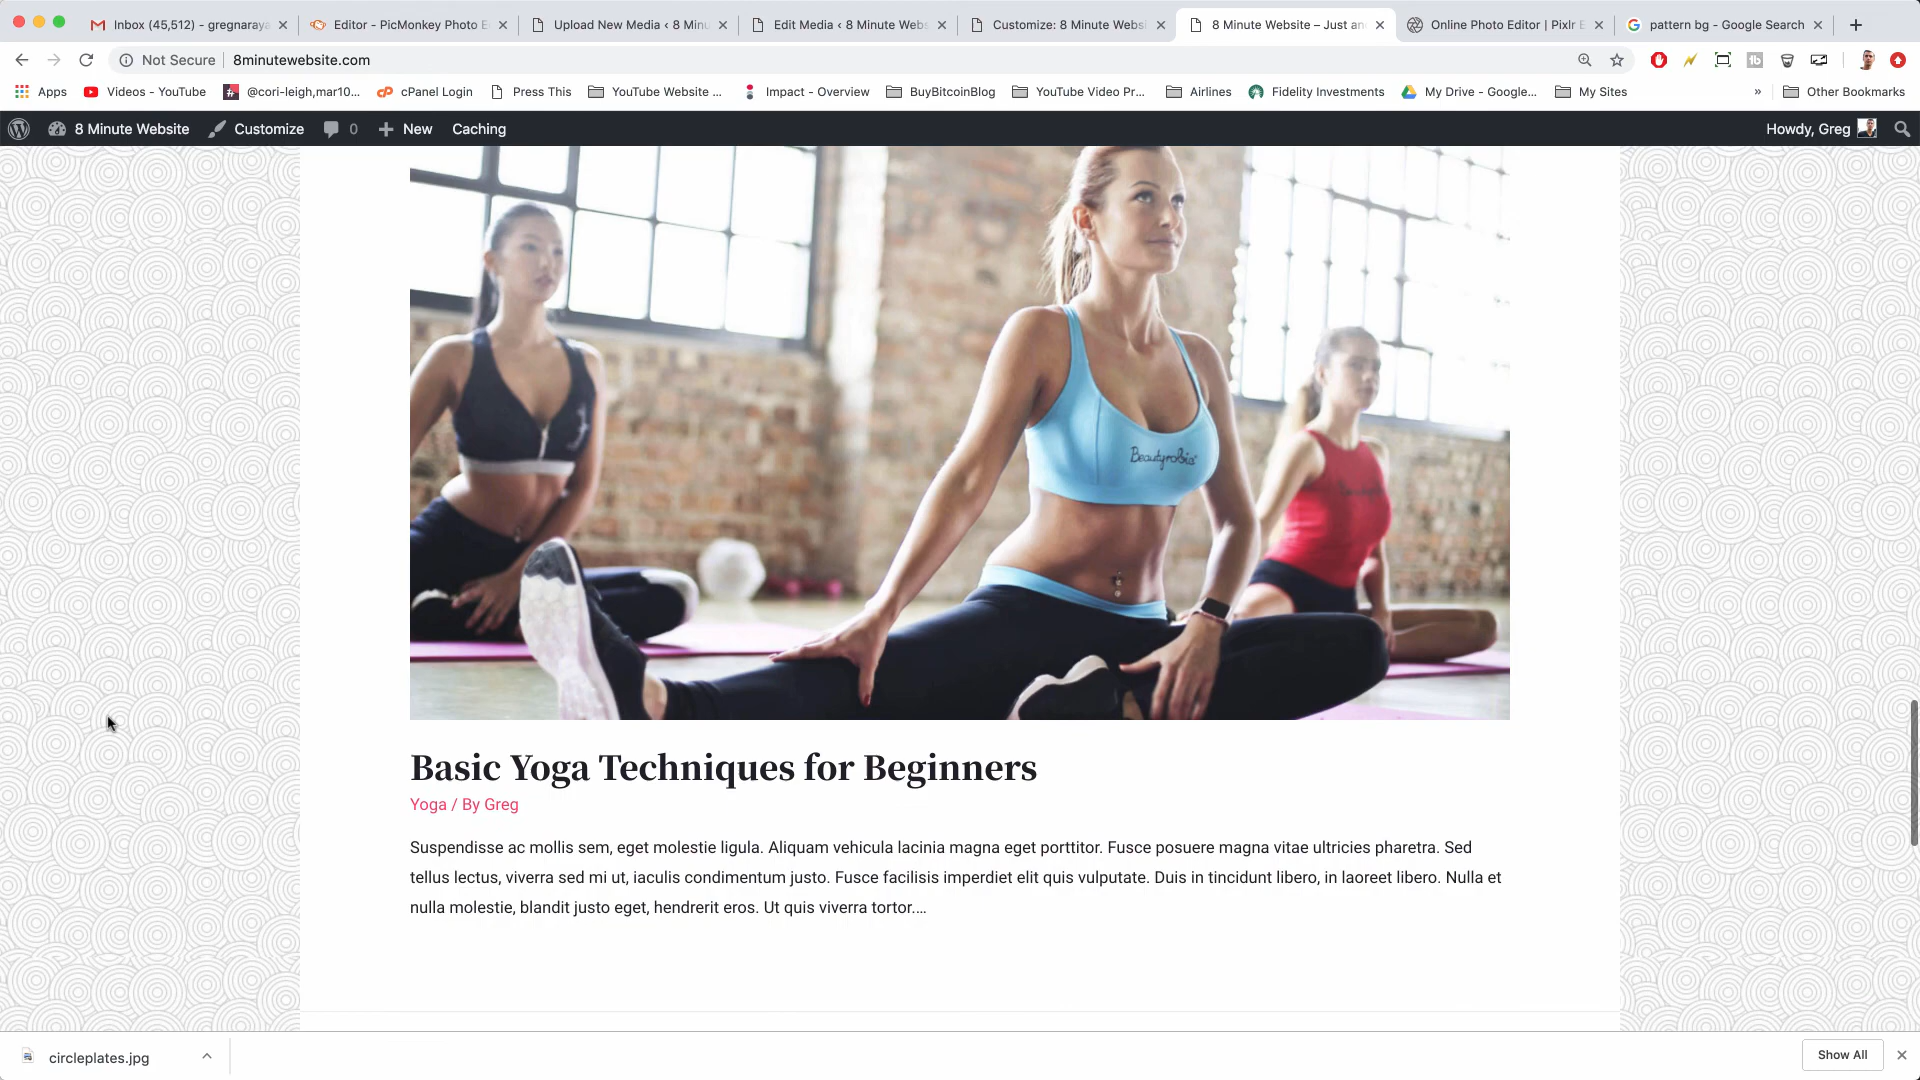 Inbox (45,512) - gregnaraya
Editor - PicMonkey Photo E
Upload New Media ‹ 8 Minu
Edit Media ‹ 8 Minute Webs
Customize: 8 Minute Websi
8 Minute Website – Just an
Online Photo Editor | Pixlr E
pattern bg - Google Search
Not Secure
8minutewebsite.com
Apps
Videos - YouTube
@cori-leigh,mar10...
cPanel Login
Press This
YouTube Website ...
Impact - Overview
BuyBitcoinBlog
YouTube Video Pr...
Airlines
Fidelity Investments
My Drive - Google...
My Sites
»
Other Bookmarks
8 Minute Website
Customize
0
New
Caching
Howdy, Greg
Beautyrobic
Basic Yoga Techniques for Beginners
Yoga / By Greg
Suspendisse ac mollis sem, eget molestie ligula. Aliquam vehicula lacinia magna eget porttitor. Fusce posuere magna vitae ultricies pharetra. Sed
tellus lectus, viverra sed mi ut, iaculis condimentum justo. Fusce facilisis imperdiet elit quis vulputate. Duis in tincidunt libero, in laoreet libero. Nulla et
nulla molestie, blandit justo eget, hendrerit eros. Ut quis viverra tortor.…
circleplates.jpg
Show All